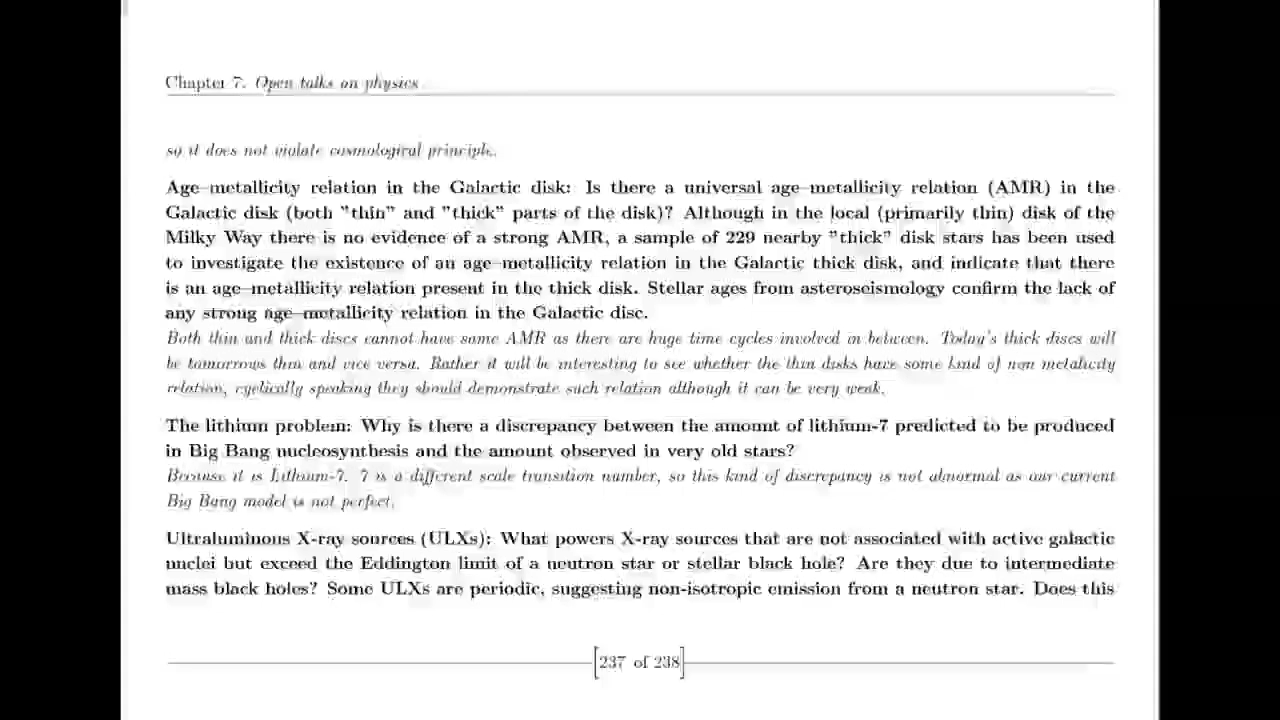 Chapter 7. Open talks on physics
so it does not violate cosmological principle.
Age–metallicity relation in the Galactic disk: Is there a universal age–metallicity relation (AMR) in the
Galactic disk (both "thin" and "thick" parts of the disk)? Although in the local (primarily thin) disk of the
Milky Way there is no evidence of a strong AMR, a sample of 229 nearby "thick" disk stars has been used
to investigate the existence of an age–metallicity relation in the Galactic thick disk, and indicate that there
is an age–metallicity relation present in the thick disk. Stellar ages from asteroseismology confirm the lack of
any strong age–metallicity relation in the Galactic disc.
Both thin and thick discs cannot have same AMR as there are huge time cycles involved in between. Today's thick discs will
be tomorrows thin and vice versa. Rather it will be interesting to see whether the thin disks have some kind of non metalicity
relation, cyclically speaking they should demonstrate such relation although it can be very weak.
The lithium problem: Why is there a discrepancy between the amount of lithium-7 predicted to be produced
in Big Bang nucleosynthesis and the amount observed in very old stars?
Because it is Lithium-7. 7 is a different scale transition number, so this kind of discrepancy is not abnormal as our current
Big Bang model is not perfect.
Ultraluminous X-ray sources (ULXs): What powers X-ray sources that are not associated with active galactic
nuclei but exceed the Eddington limit of a neutron star or stellar black hole? Are they due to intermediate
mass black holes? Some ULXs are periodic, suggesting non-isotropic emission from a neutron star. Does this
[237 of 238]